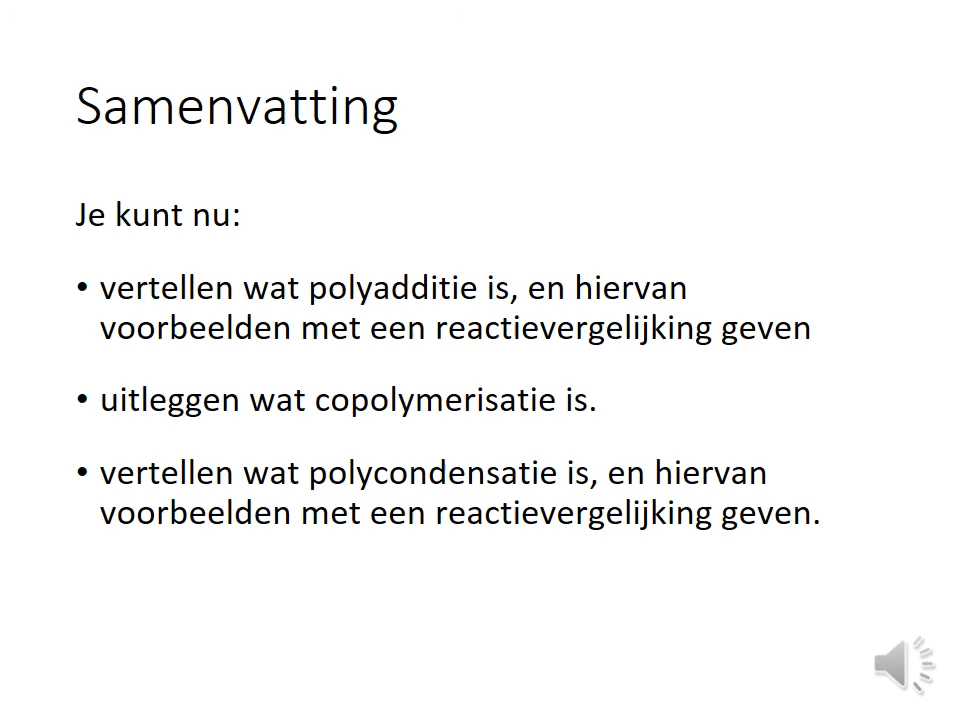 Samenvatting
Je kunt nu:
• vertellen wat polyadditie is, en hiervan
voorbeelden met een reactievergelijking geven
• uitleggen wat copolymerisatie is.
• vertellen wat polycondensatie is, en hiervan
voorbeelden met een reactievergelijking geven.